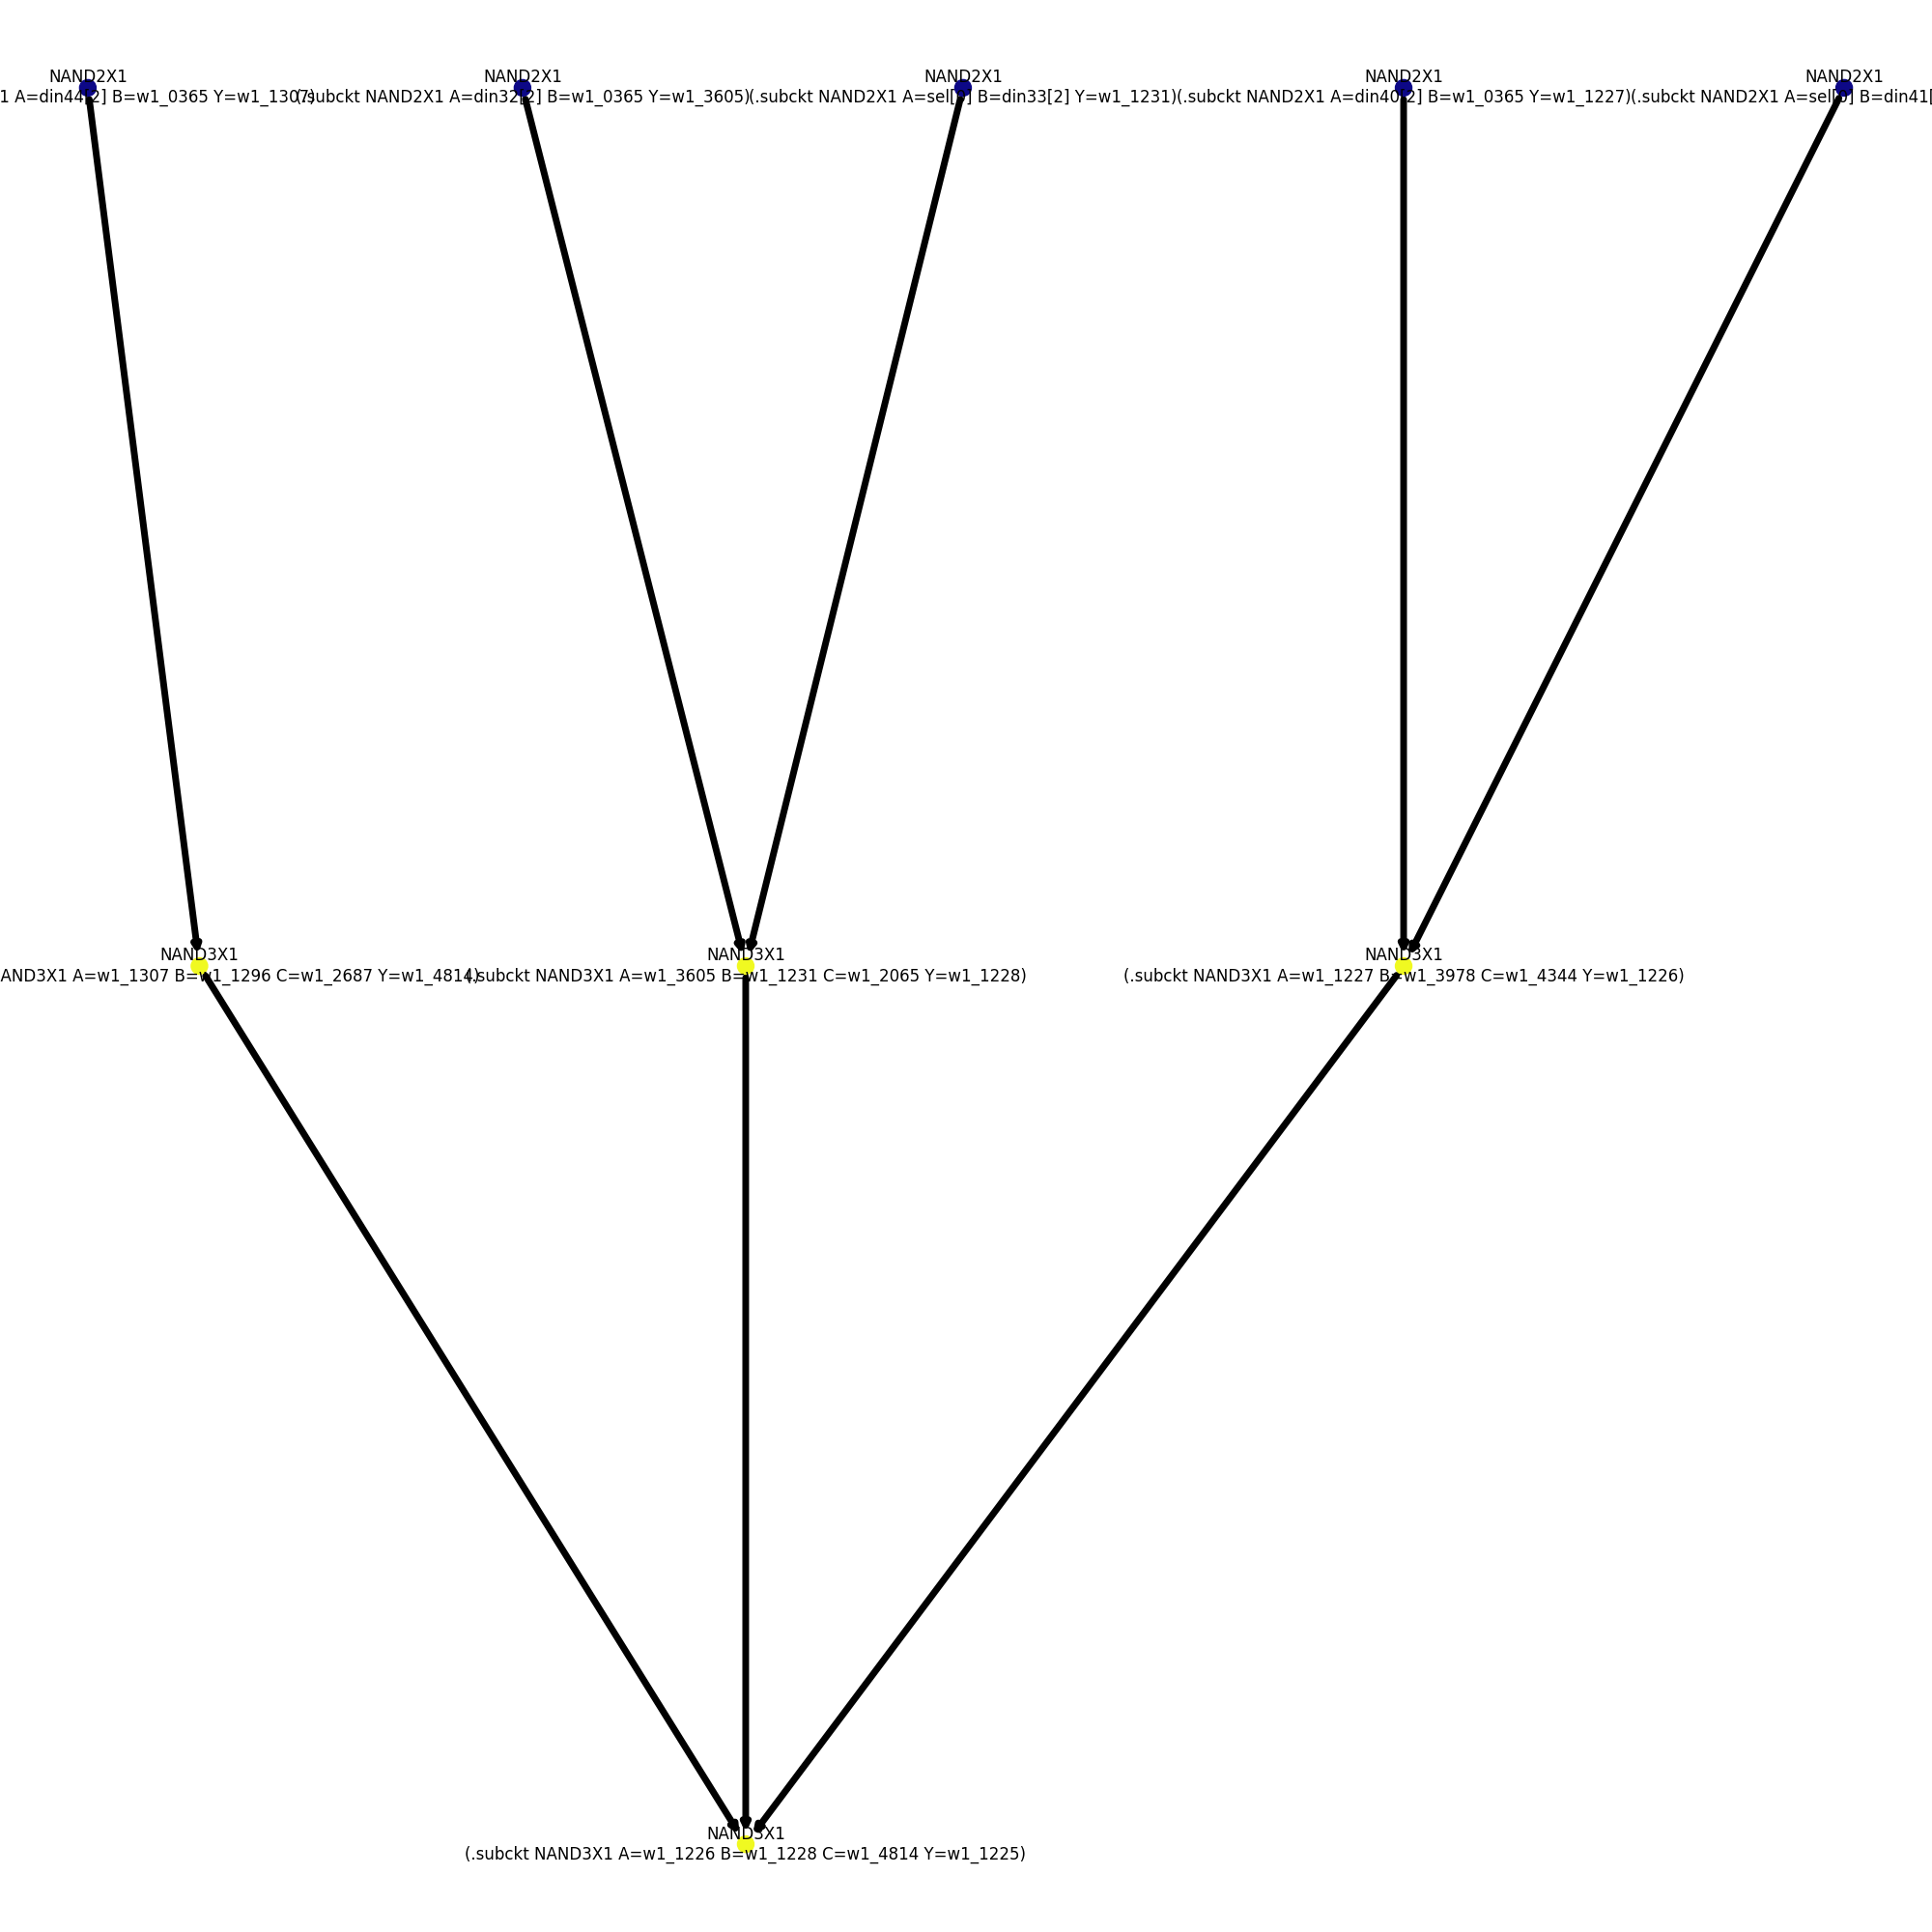 NAND2X1 NAND2X1 NAND2X1 NAND2X1 NAND2X1
1 A=din44[2] B=w1_0365 Y=w1_1307) (.subckt NAND2X1 A=din32[2] B=w1_0365 Y=w1_3605) (.subckt NAND2X1 A=sel[0] B=din33[2] Y=w1_1231) (.subckt NAND2X1 A=din40[2] B=w1_0365 Y=w1_1227) (.subckt NAND2X1 A=sel[0] B=din41[
NAND3X1 NAND3X1 NAND3X1
AND3X1 A=w1_1307 B=w1_1296 C=w1_2687 Y=w1_4814) (.subckt NAND3X1 A=w1_3605 B=w1_1231 C=w1_2065 Y=w1_1228) (.subckt NAND3X1 A=w1_1227 B=w1_3978 C=w1_4344 Y=w1_1226)
NAND3X1
(.subckt NAND3X1 A=w1_1226 B=w1_1228 C=w1_4814 Y=w1_1225)